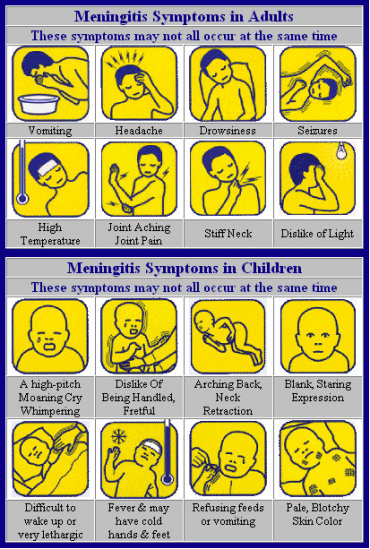 Meningitis Symptoms in Adults
These symptoms may not all occur at the same time
Vomiting
Headache
Drowsiness
Seizures
High
Temperature
Joint Aching
Joint Pain
Stiff Neck
Dislike of Light
Meningitis Symptoms in Children
These symptoms may not all occur at the same time
A high-pitch
Moaning Cry
Whimpering
Dislike Of
Being Handled,
Fretful
Arching Back,
Neck
Retraction
Blank, Staring
Expression
Difficult to
wake up or
very lethargic
Fever & may
have cold
hands & feet
Refusing feeds
or vomiting
Pale, Blotchy
Skin Color